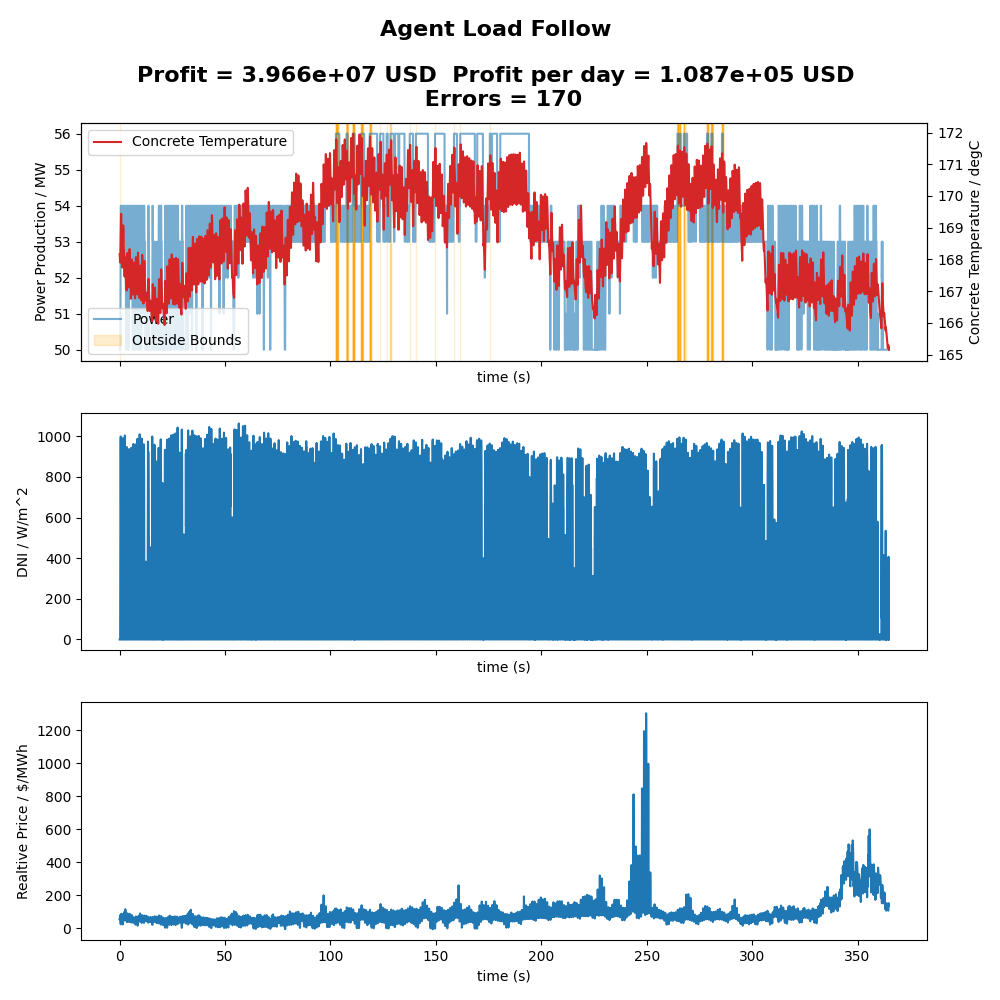 Agent Load Follow
Profit = 3.966e+07 USD  Profit per day = 1.087e+05 USD
Errors = 170
Power Production / MW
56
55
54
53
52
51
50
Concrete Temperature
Power
Outside Bounds
172
171
170
169
168
167
166
165
Concrete Temperature / degC
time (s)
DNI / W/m^2
1000
800
600
400
200
0
time (s)
Realtive Price / $/MWh
1200
1000
800
600
400
200
0
0 50 100 150 200 250 300 350
time (s)